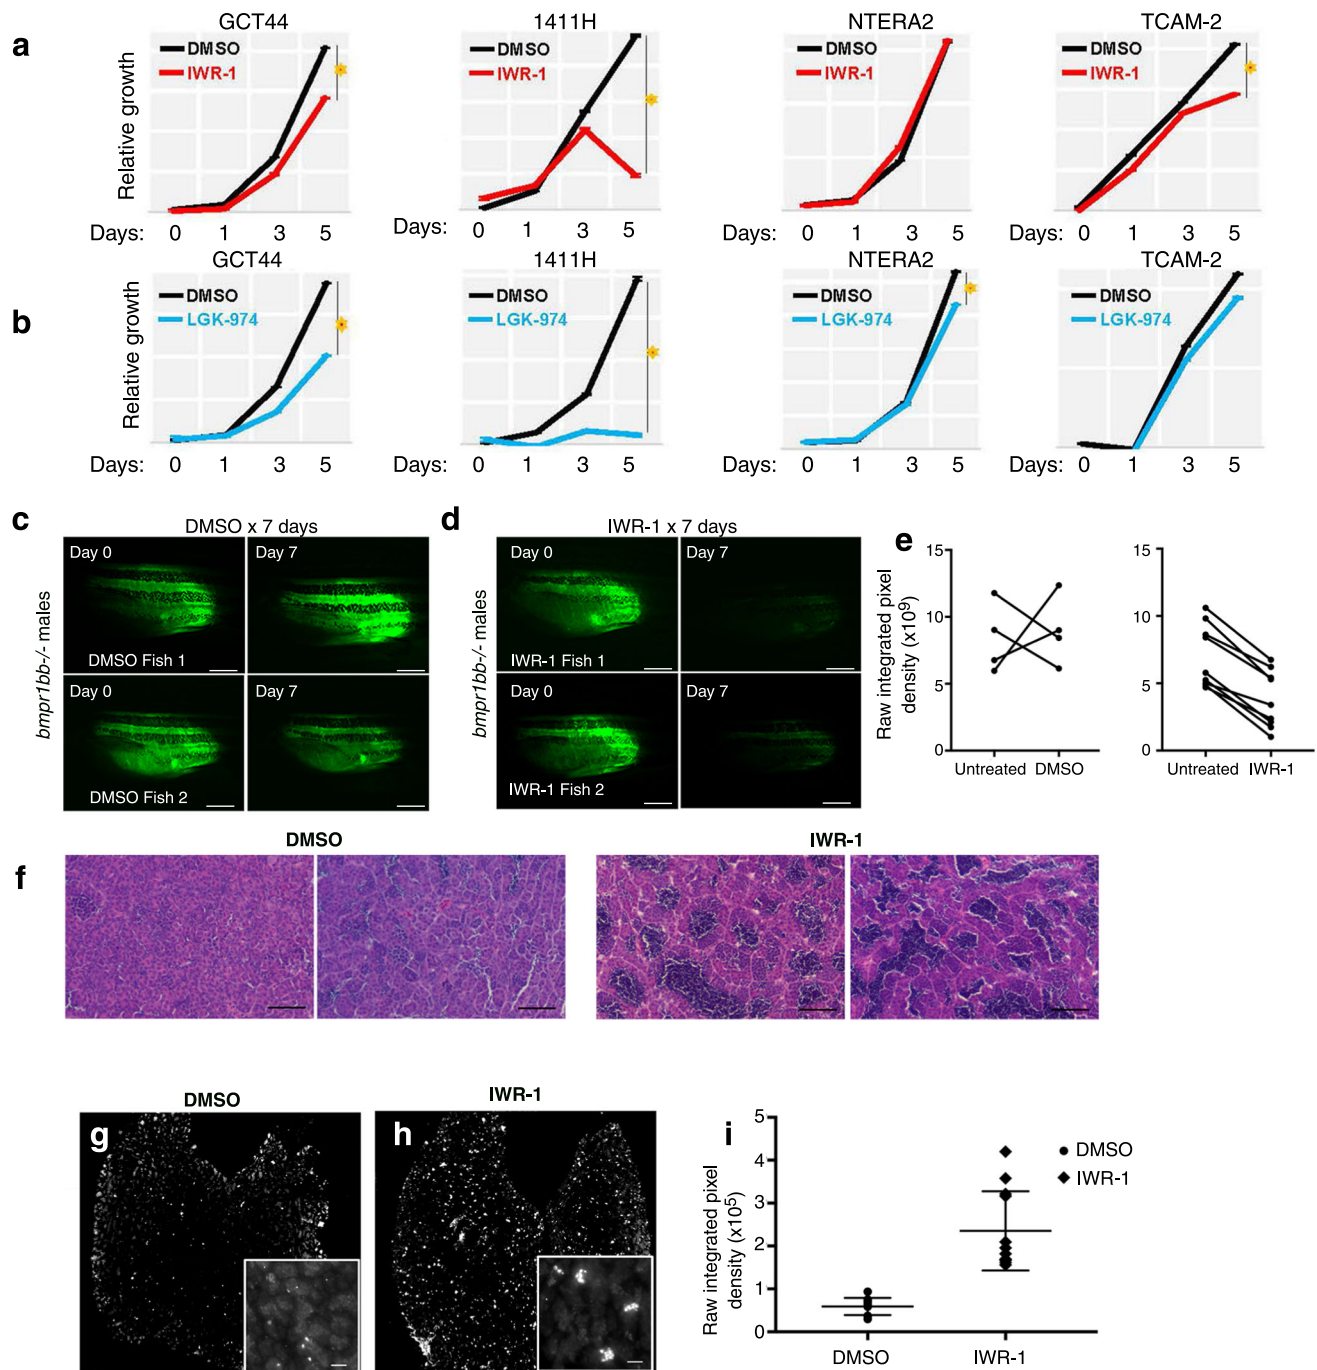 a
GCT44
1411H
NTERA2
TCAM-2
Relative growth
DMSO
IWR-1
DMSO
IWR-1
DMSO
IWR-1
DMSO
IWR-1
Days: 0 1 3 5
Days: 0 1 3 5
Days: 0 1 3 5
Days: 0 1 3 5
b
GCT44
1411H
NTERA2
TCAM-2
Relative growth
DMSO
LGK-974
DMSO
LGK-974
DMSO
LGK-974
DMSO
LGK-974
Days: 0 1 3 5
Days: 0 1 3 5
Days: 0 1 3 5
Days: 0 1 3 5
c
DMSO x 7 days
bmpr1bb-/- males
Day 0
Day 7
DMSO Fish 1
Day 0
Day 7
DMSO Fish 2
d
IWR-1 x 7 days
bmpr1bb-/- males
Day 0
Day 7
IWR-1 Fish 1
Day 0
Day 7
IWR-1 Fish 2
e
Raw integrated pixel
density (x10⁹)
15
10
5
0
Untreated DMSO
15
10
5
0
Untreated IWR-1
f
DMSO
IWR-1
DMSO
g
IWR-1
h
i
Raw integrated pixel
density (x10⁵)
5
4
3
2
1
0
DMSO
IWR-1
DMSO
IWR-1